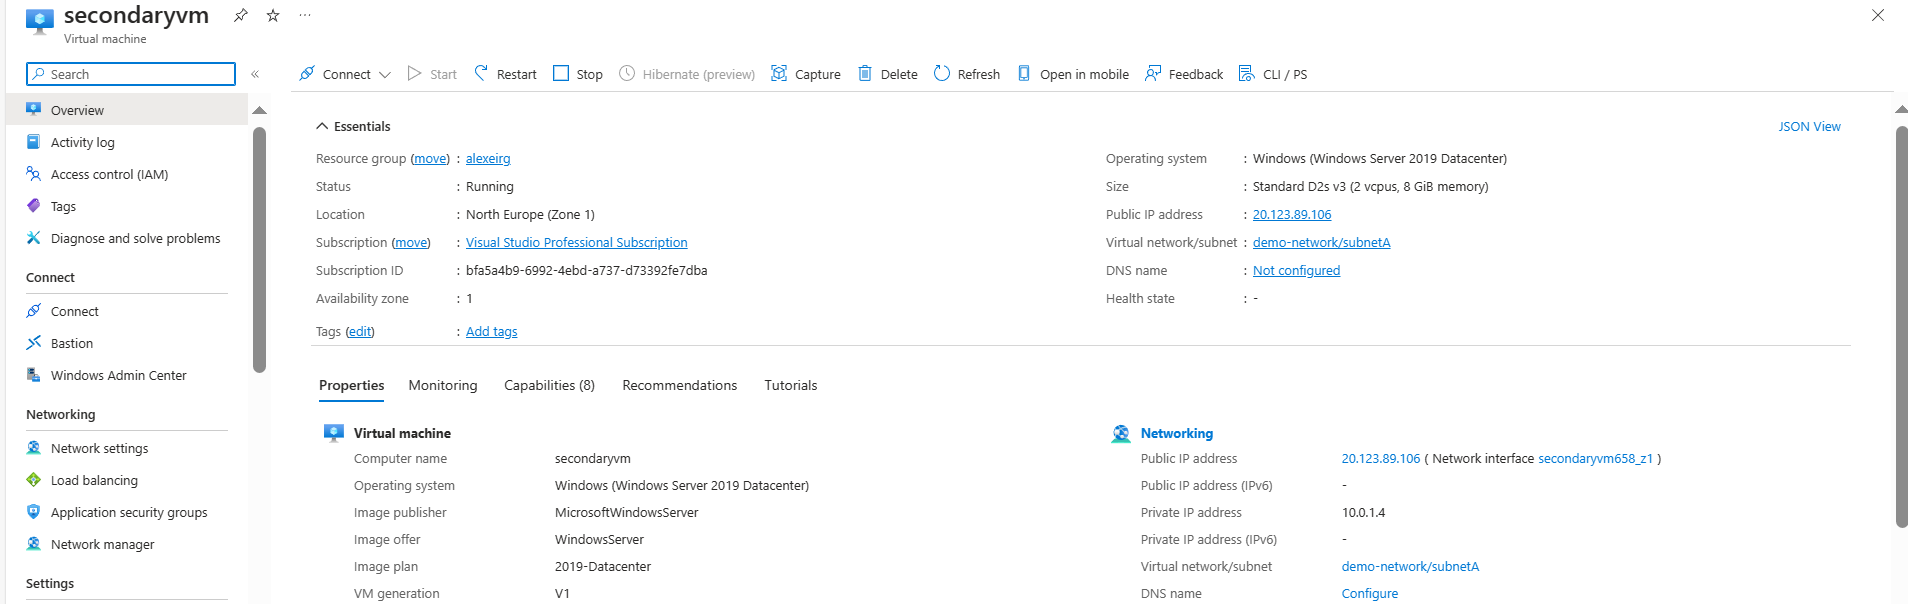 secondaryvm
Virtual machine
Search
Connect Start Restart Stop Hibernate (preview) Capture Delete Refresh Open in mobile Feedback CLI / PS
Overview
Activity log
Access control (IAM)
Tags
Diagnose and solve problems
Connect
Connect
Bastion
Windows Admin Center
Networking
Network settings
Load balancing
Application security groups
Network manager
Settings
Essentials
JSON View
Resource group (move) : alexeirg
Status : Running
Location : North Europe (Zone 1)
Subscription (move) : Visual Studio Professional Subscription
Subscription ID : bfa5a4b9-6992-4ebd-a737-d73392fe7dba
Availability zone : 1
Tags (edit) : Add tags
Operating system : Windows (Windows Server 2019 Datacenter)
Size : Standard D2s v3 (2 vcpus, 8 GiB memory)
Public IP address : 20.123.89.106
Virtual network/subnet : demo-network/subnetA
DNS name : Not configured
Health state : -
Properties Monitoring Capabilities (8) Recommendations Tutorials
Virtual machine
Computer name secondaryvm
Operating system Windows (Windows Server 2019 Datacenter)
Image publisher MicrosoftWindowsServer
Image offer WindowsServer
Image plan 2019-Datacenter
VM generation V1
Networking
Public IP address 20.123.89.106 ( Network interface secondaryvm658_z1 )
Public IP address (IPv6) -
Private IP address 10.0.1.4
Private IP address (IPv6) -
Virtual network/subnet demo-network/subnetA
DNS name Configure